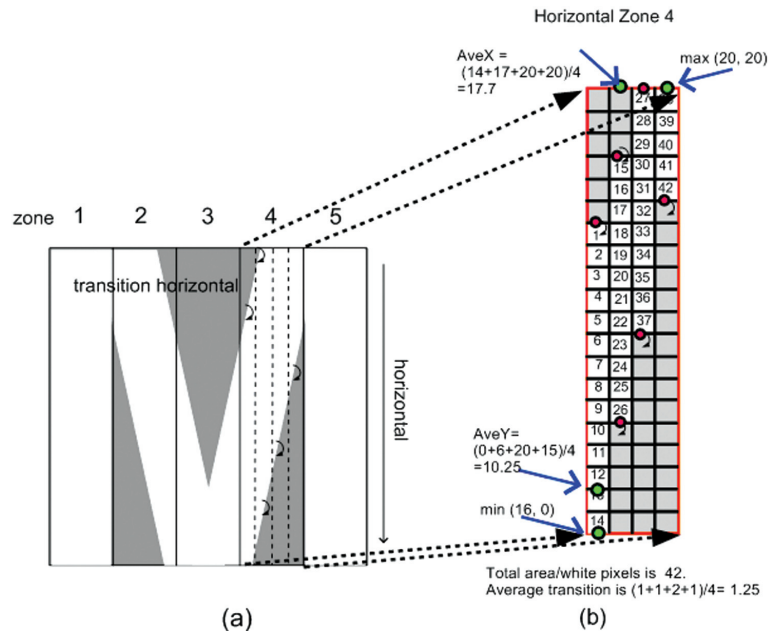 Horizontal Zone 4
AveX =
(14+17+20+20)/4
=17.7
max (20, 20)
zone 1 2 3 4 5
transition horizontal
horizontal
27
28 39
29 40
15 30 41
16 31 42
17 32
1 18 33
2 19 34
3 20 35
4 21 36
5 22 37
6 23
7 24
8 25
9 26
10
11
12
13
14
AveY=
(0+6+20+15)/4
=10.25
min (16, 0)
Total area/white pixels is 42.
Average transition is (1+1+2+1)/4= 1.25
(a)
(b)